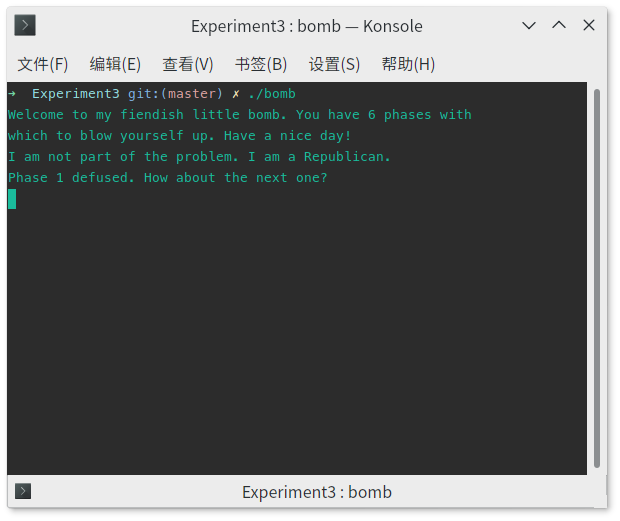 Experiment3 : bomb — Konsole
文件(F) 编辑(E) 查看(V) 书签(B) 设置(S) 帮助(H)
➜ Experiment3 git:(master) ✗ ./bomb
Welcome to my fiendish little bomb. You have 6 phases with
which to blow yourself up. Have a nice day!
I am not part of the problem. I am a Republican.
Phase 1 defused. How about the next one?
Experiment3 : bomb